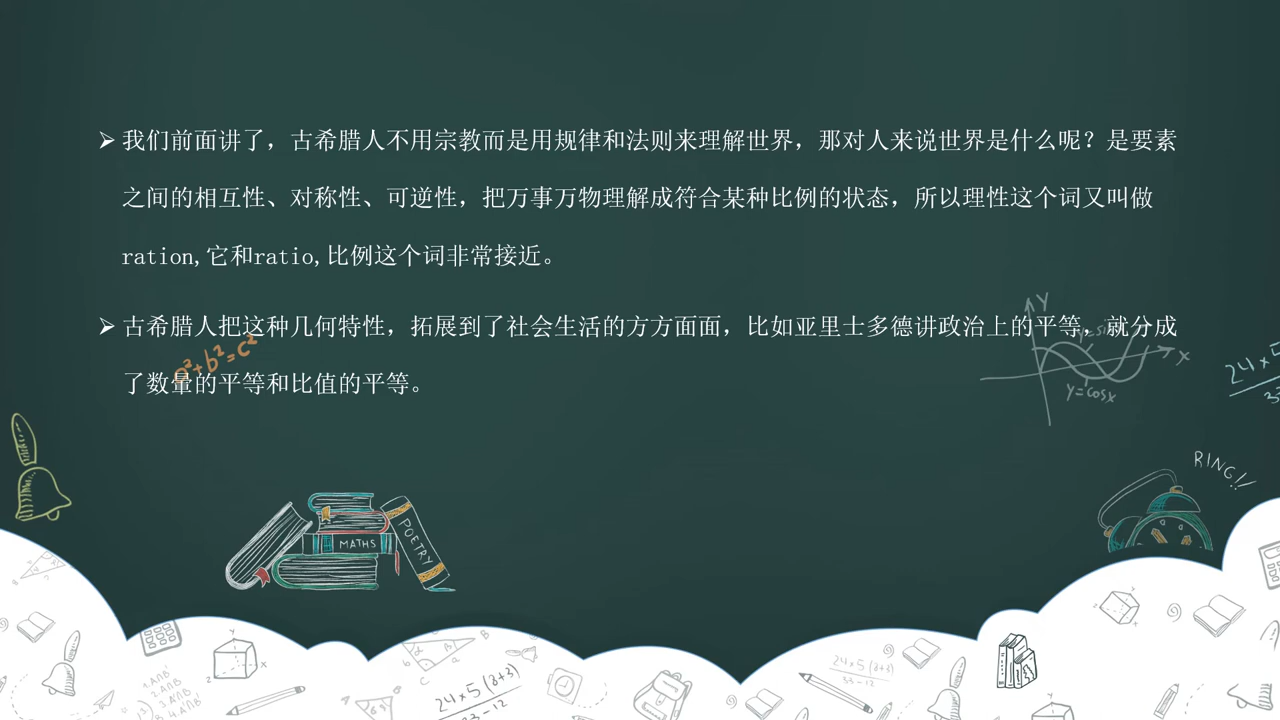 我们前面讲了，古希腊人不用宗教而是用规律和法则来理解世界，那对人来说世界是什么呢？是要素
之间的相互性、对称性、可逆性，把万事万物理解成符合某种比例的状态，所以理性这个词又叫做
ration,它和ratio,比例这个词非常接近。
古希腊人把这种几何特性，拓展到了社会生活的方方面面，比如亚里士多德讲政治上的平等，就分成
了数量的平等和比值的平等。
a²+b²=c²
Y
X
y=cosx
RING!!
MATHS
POETRY
24×5(8+3)
33-12